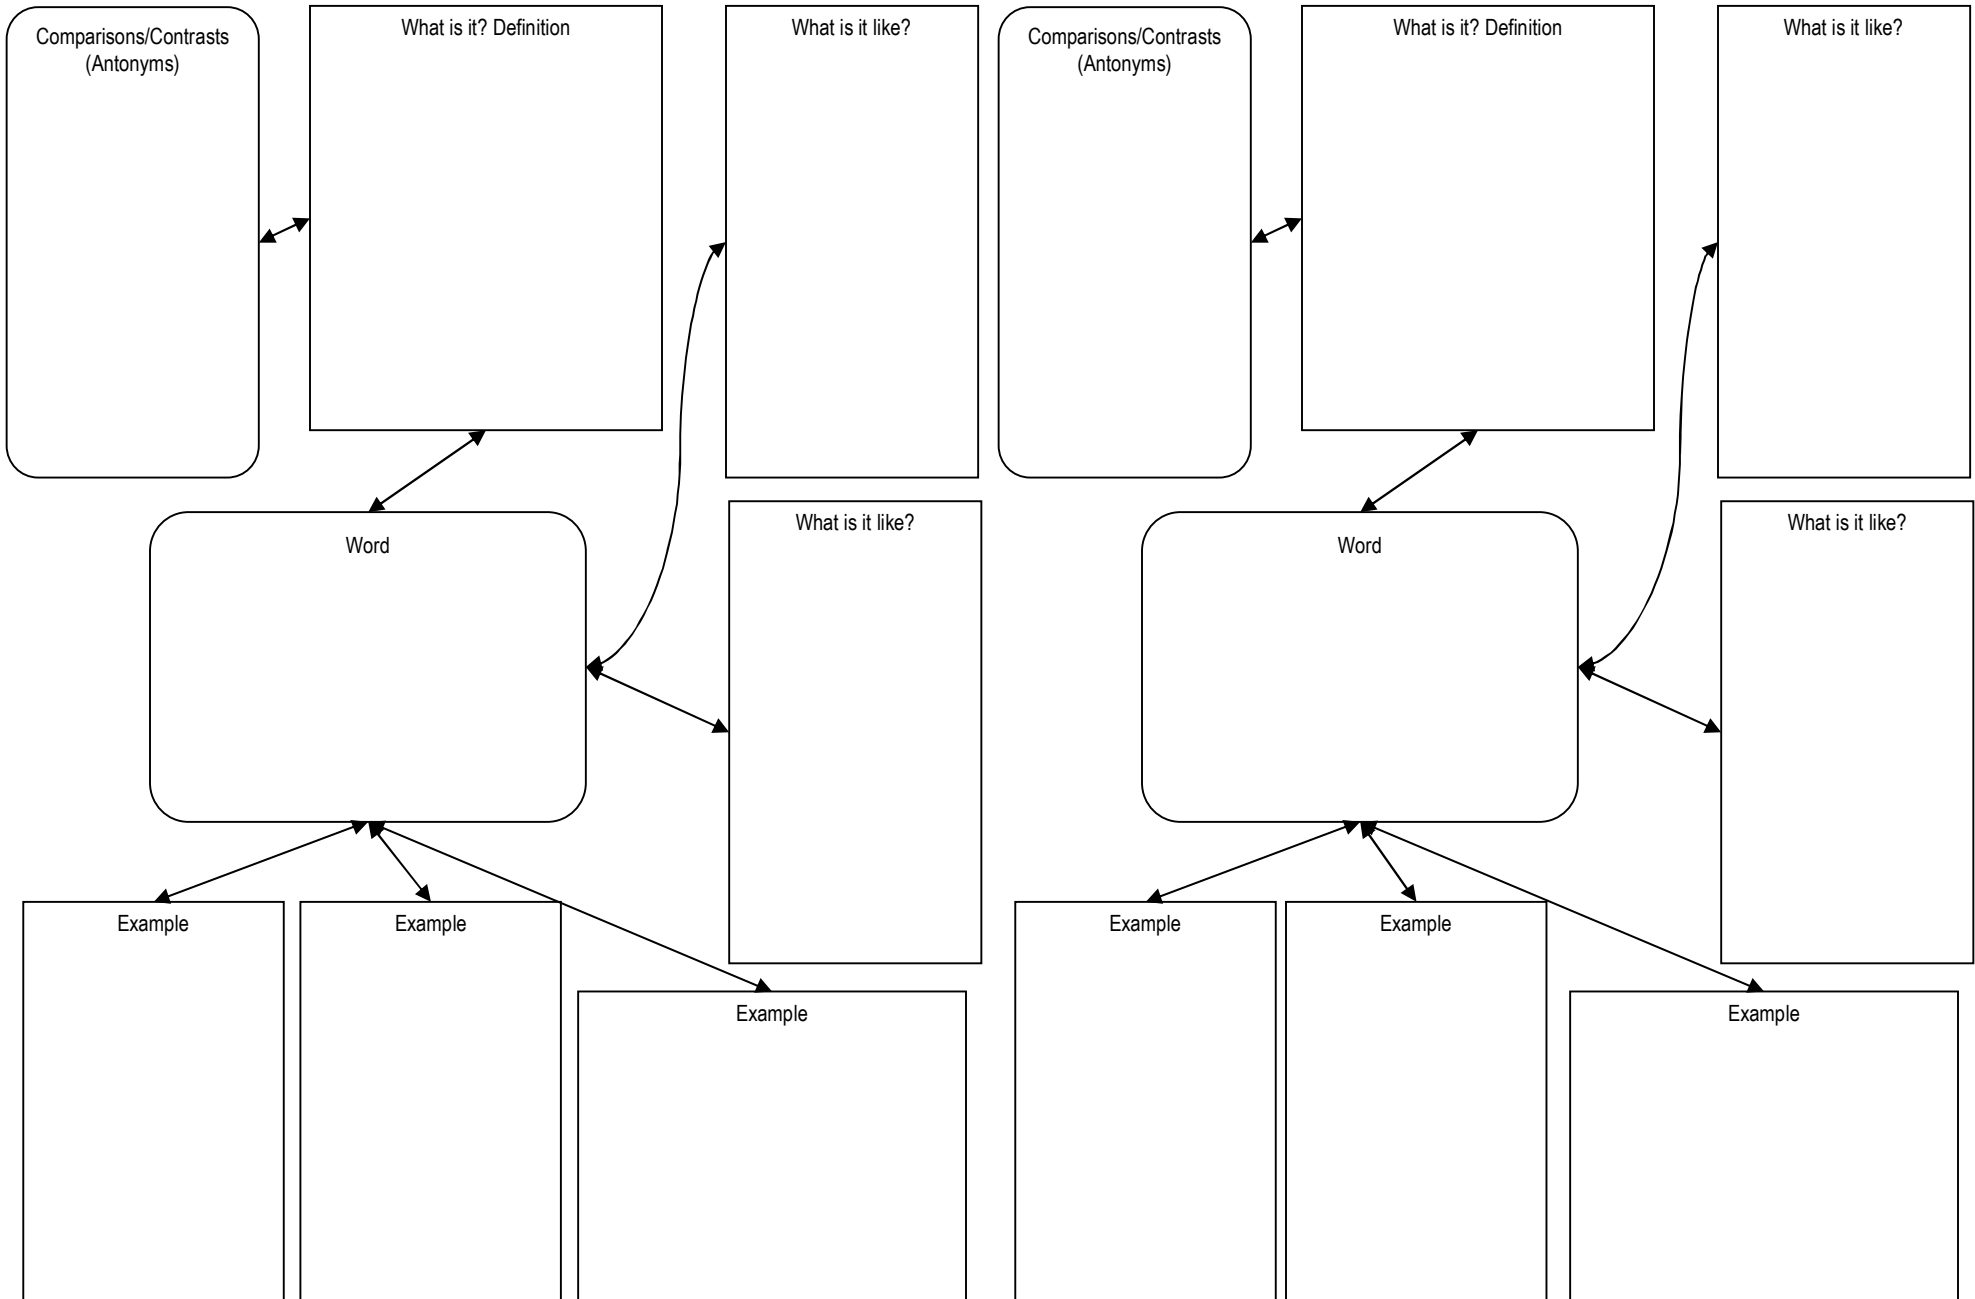 Comparisons/Contrasts
(Antonyms)
What is it? Definition
What is it like?
Word
What is it like?
Example
Example
Example
Comparisons/Contrasts
(Antonyms)
What is it? Definition
What is it like?
Word
What is it like?
Example
Example
Example